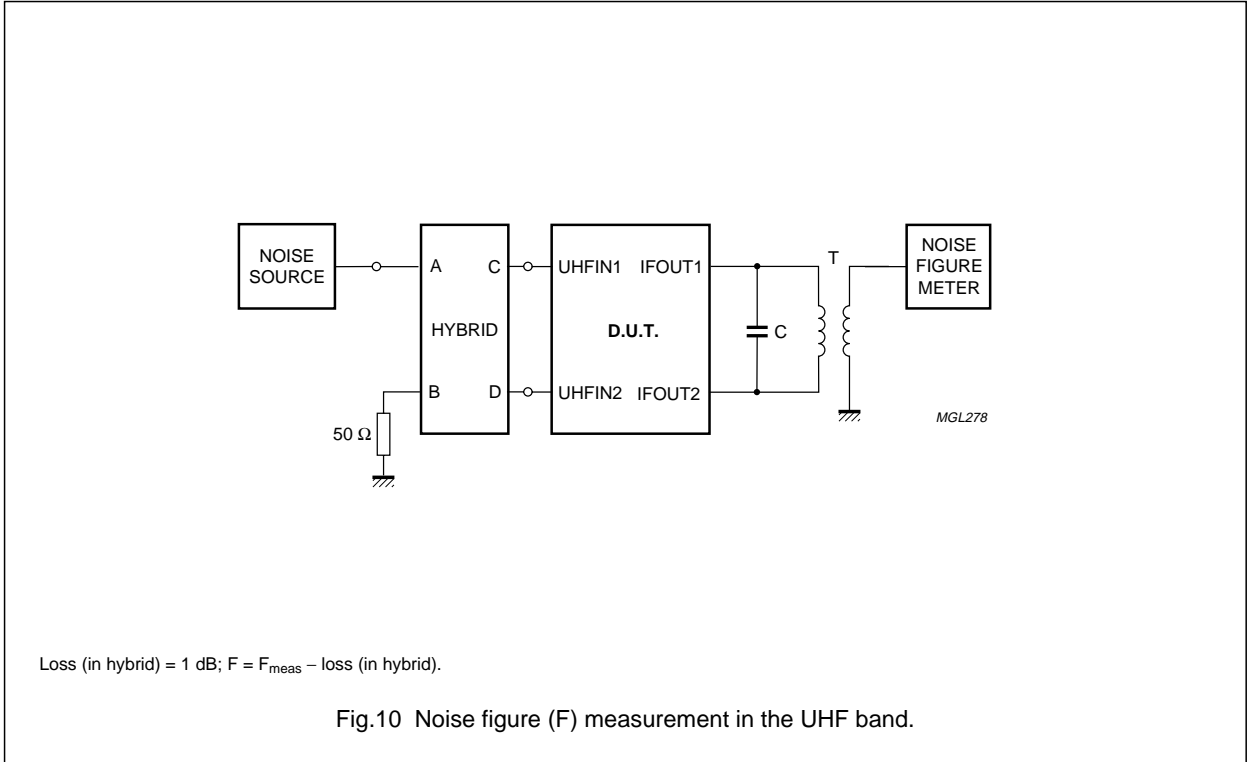 NOISE
SOURCE
A
B
C
D
HYBRID
50 Ω
UHFIN1
IFOUT1
D.U.T.
UHFIN2
IFOUT2
C
T
NOISE
FIGURE
METER
MGL278
Loss (in hybrid) = 1 dB; F = Fmeas − loss (in hybrid).
Fig.10 Noise figure (F) measurement in the UHF band.